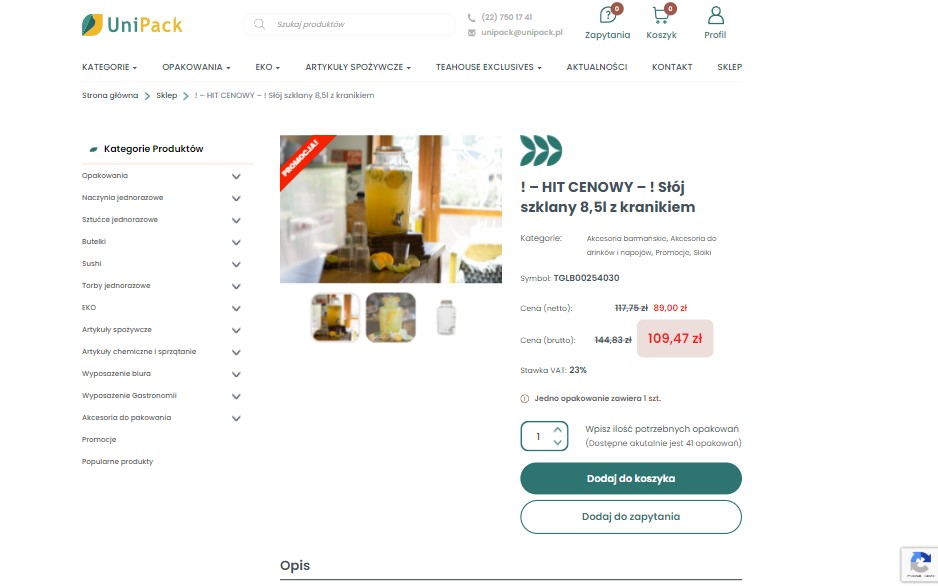 UniPack
Szukaj produktów
(22) 750 17 41
unipack@unipack.pl
0
Zapytania
0
Koszyk
Profil
KATEGORIE
OPAKOWANIA
EKO
ARTYKUŁY SPOŻYWCZE
TEAHOUSE EXCLUSIVES
AKTUALNOŚCI
KONTAKT
SKLEP
Strona główna
Sklep
! – HIT CENOWY – ! Słój szklany 8,5l z kranikiem
Kategorie Produktów
Opakowania
Naczynia jednorazowe
Sztućce jednorazowe
Butelki
Sushi
Torby jednorazowe
EKO
Artykuły spożywcze
Artykuły chemiczne i sprzątanie
Wyposażenie biura
Wyposażenie Gastronomii
Akcesoria do pakowania
Promocje
Popularne produkty
PROMOCJA!
! – HIT CENOWY – ! Słój
szklany 8,5l z kranikiem
Kategorie: Akcesoria barmańskie, Akcesoria do
drinków i napojów, Promocje, Słoiki
Symbol: TGLB00254030
Cena (netto): 117,75 zł 89,00 zł
Cena (brutto): 144,83 zł 109,47 zł
Stawka VAT: 23%
Jedno opakowanie zawiera 1 szt.
1
Wpisz ilość potrzebnych opakowań
(Dostępne akutalnie jest 41 opakowań)
Dodaj do koszyka
Dodaj do zapytania
Opis